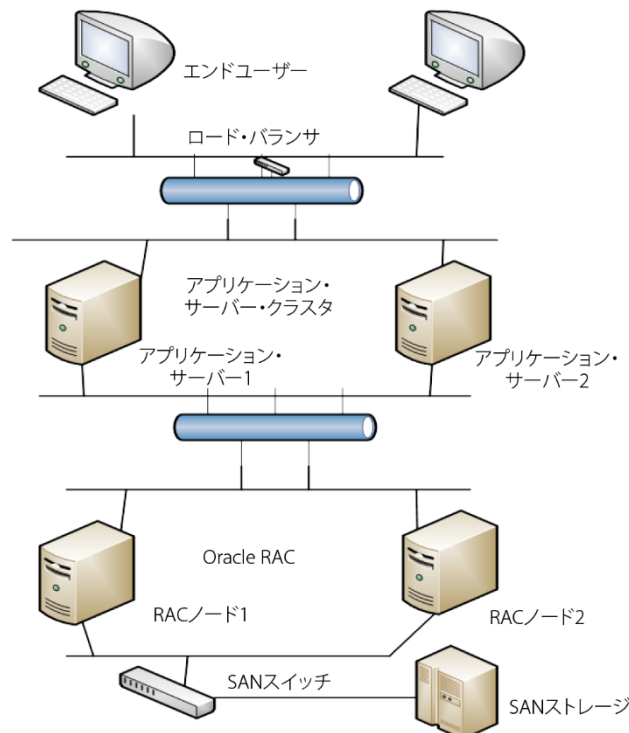 エンドユーザー
ロード・バランサ
アプリケーション・
サーバー・クラスタ
アプリケーション・
サーバー1
アプリケーション・
サーバー2
Oracle RAC
RACノード1
RACノード2
SANスイッチ
SANストレージ